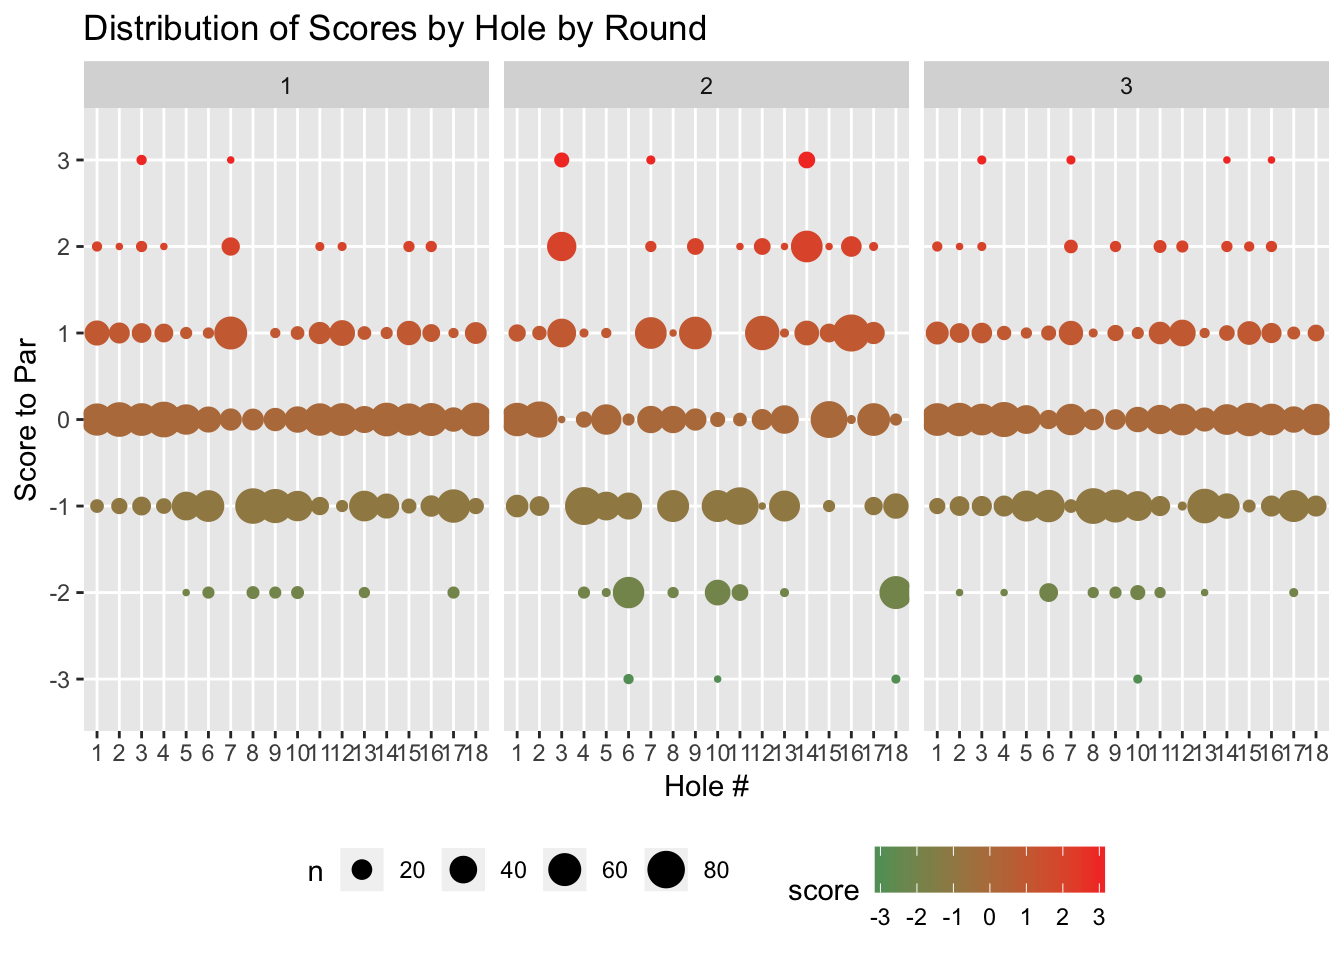 Distribution of Scores by Hole by Round
1 2 3
3
2
1
0
-1
-2
-3
Score to Par
1 2 3 4 5 6 7 8 9 10 11 12 13 14 15 16 17 18 1 2 3 4 5 6 7 8 9 10 11 12 13 14 15 16 17 18 1 2 3 4 5 6 7 8 9 10 11 12 13 14 15 16 17 18
Hole #
n 20 40 60 80
score
-3 -2 -1 0 1 2 3